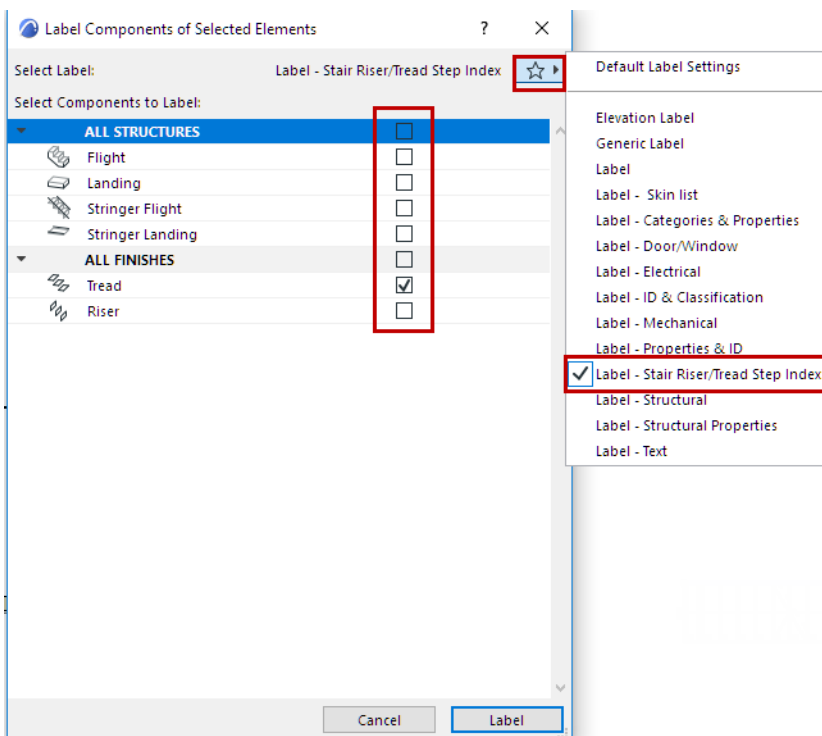 Label Components of Selected Elements ?
Select Label: Label - Stair Riser/Tread Step Index
Select Components to Label:
ALL STRUCTURES
Flight
Landing
Stringer Flight
Stringer Landing
ALL FINISHES
Tread
Riser
Cancel Label
Default Label Settings
Elevation Label
Generic Label
Label
Label - Skin list
Label - Categories & Properties
Label - Door/Window
Label - Electrical
Label - ID & Classification
Label - Mechanical
Label - Properties & ID
Label - Stair Riser/Tread Step Index
Label - Structural
Label - Structural Properties
Label - Text